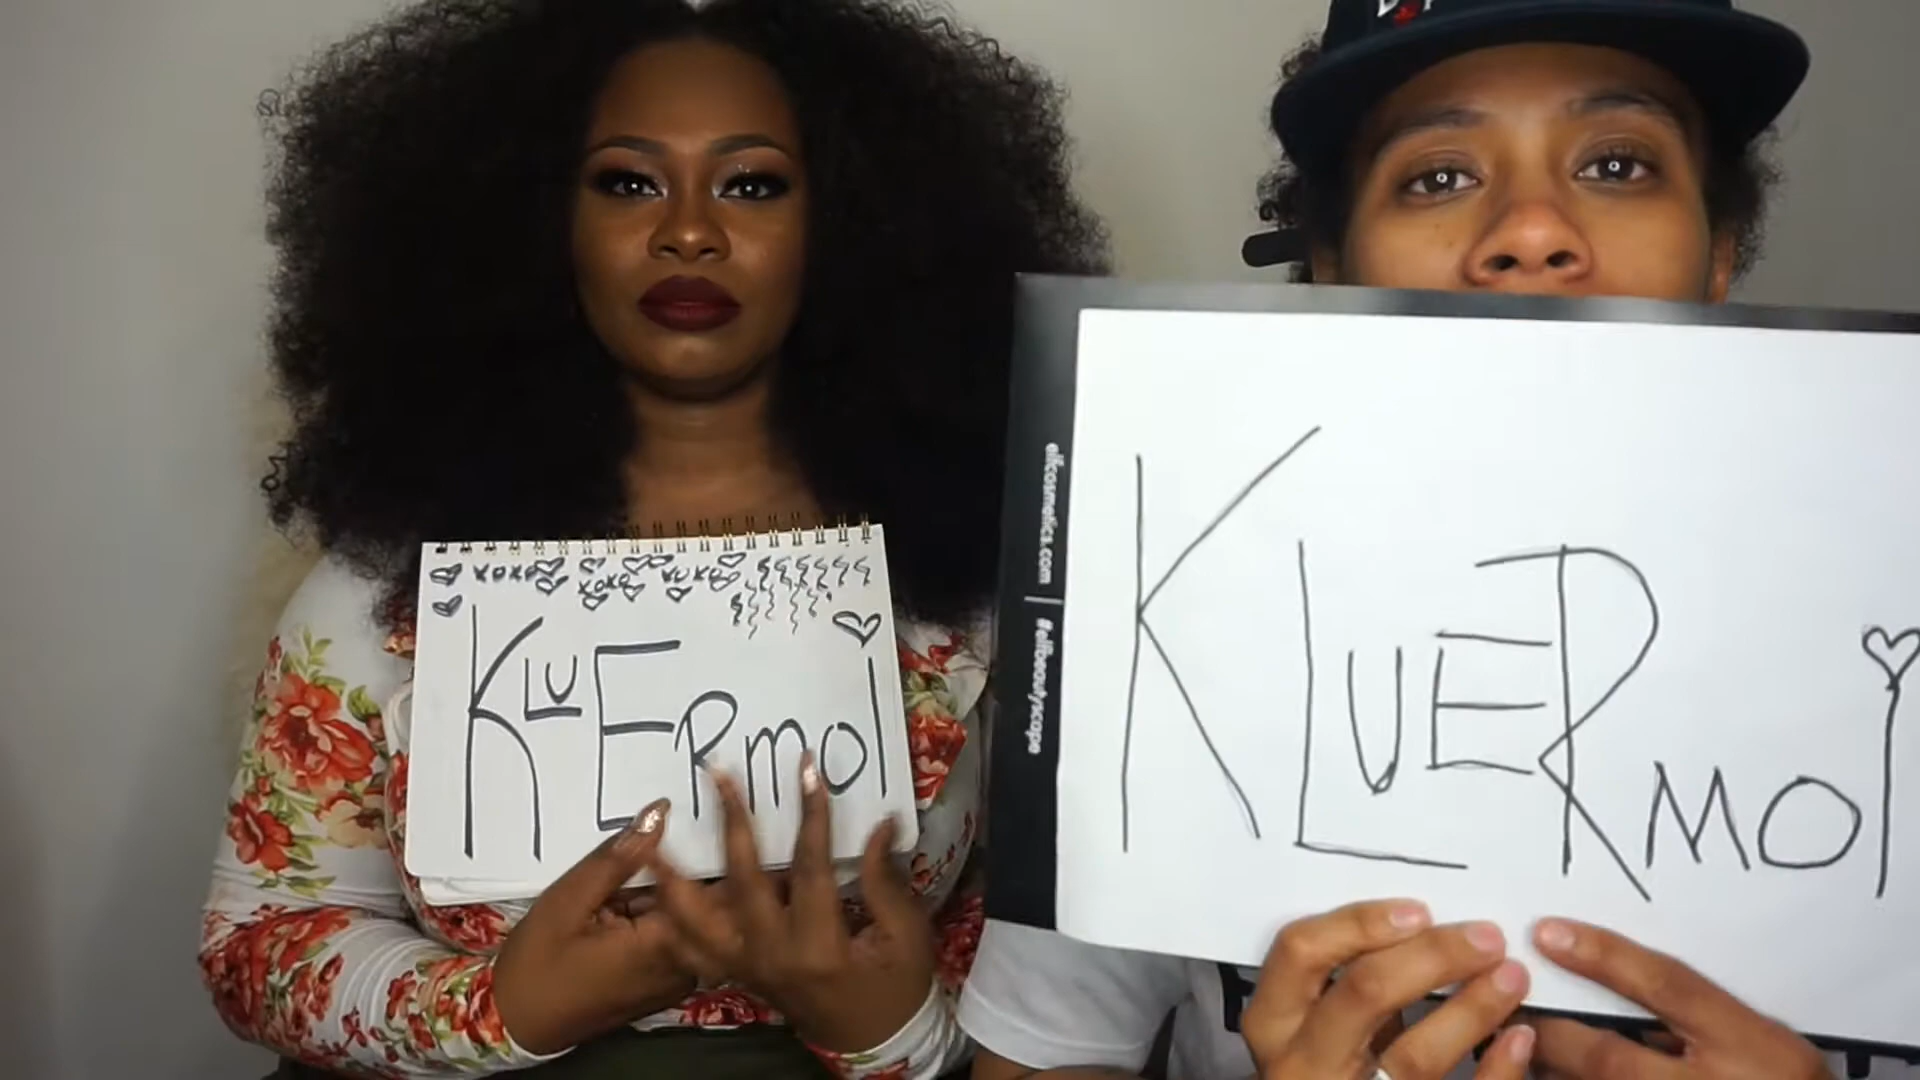 xoxo
xoxo
xoxo
KLUERmoi
KLUERMOi
elfcosmetics.com | #elfbeautyscape